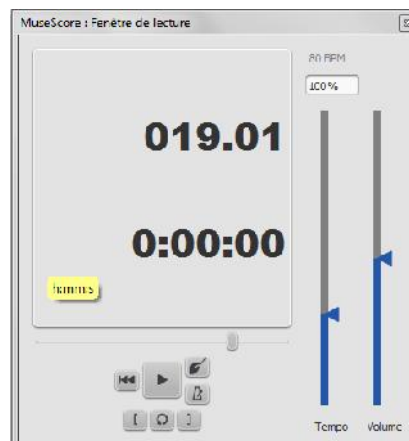 MuseScore : Fenêtre de lecture
80 BPM
100%
019.01
0:00:00
Tempo
Volume